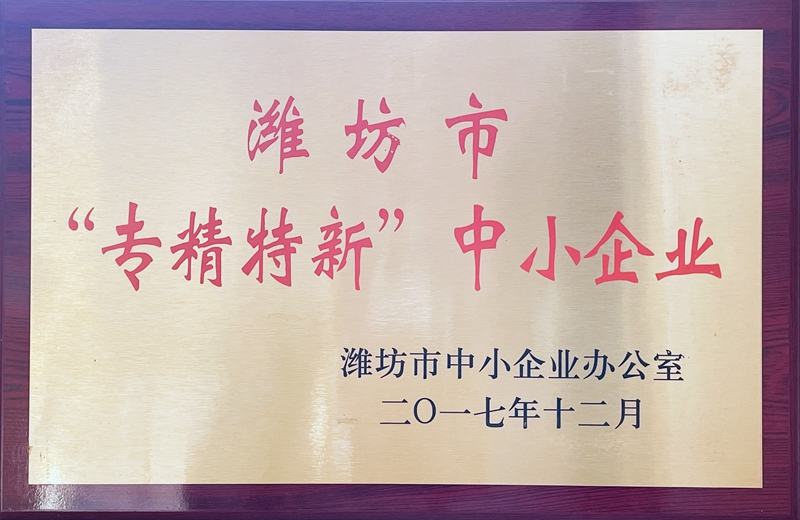 潍坊市
“专精特新”中小企业
潍坊市中小企业办公室
二〇一七年十二月